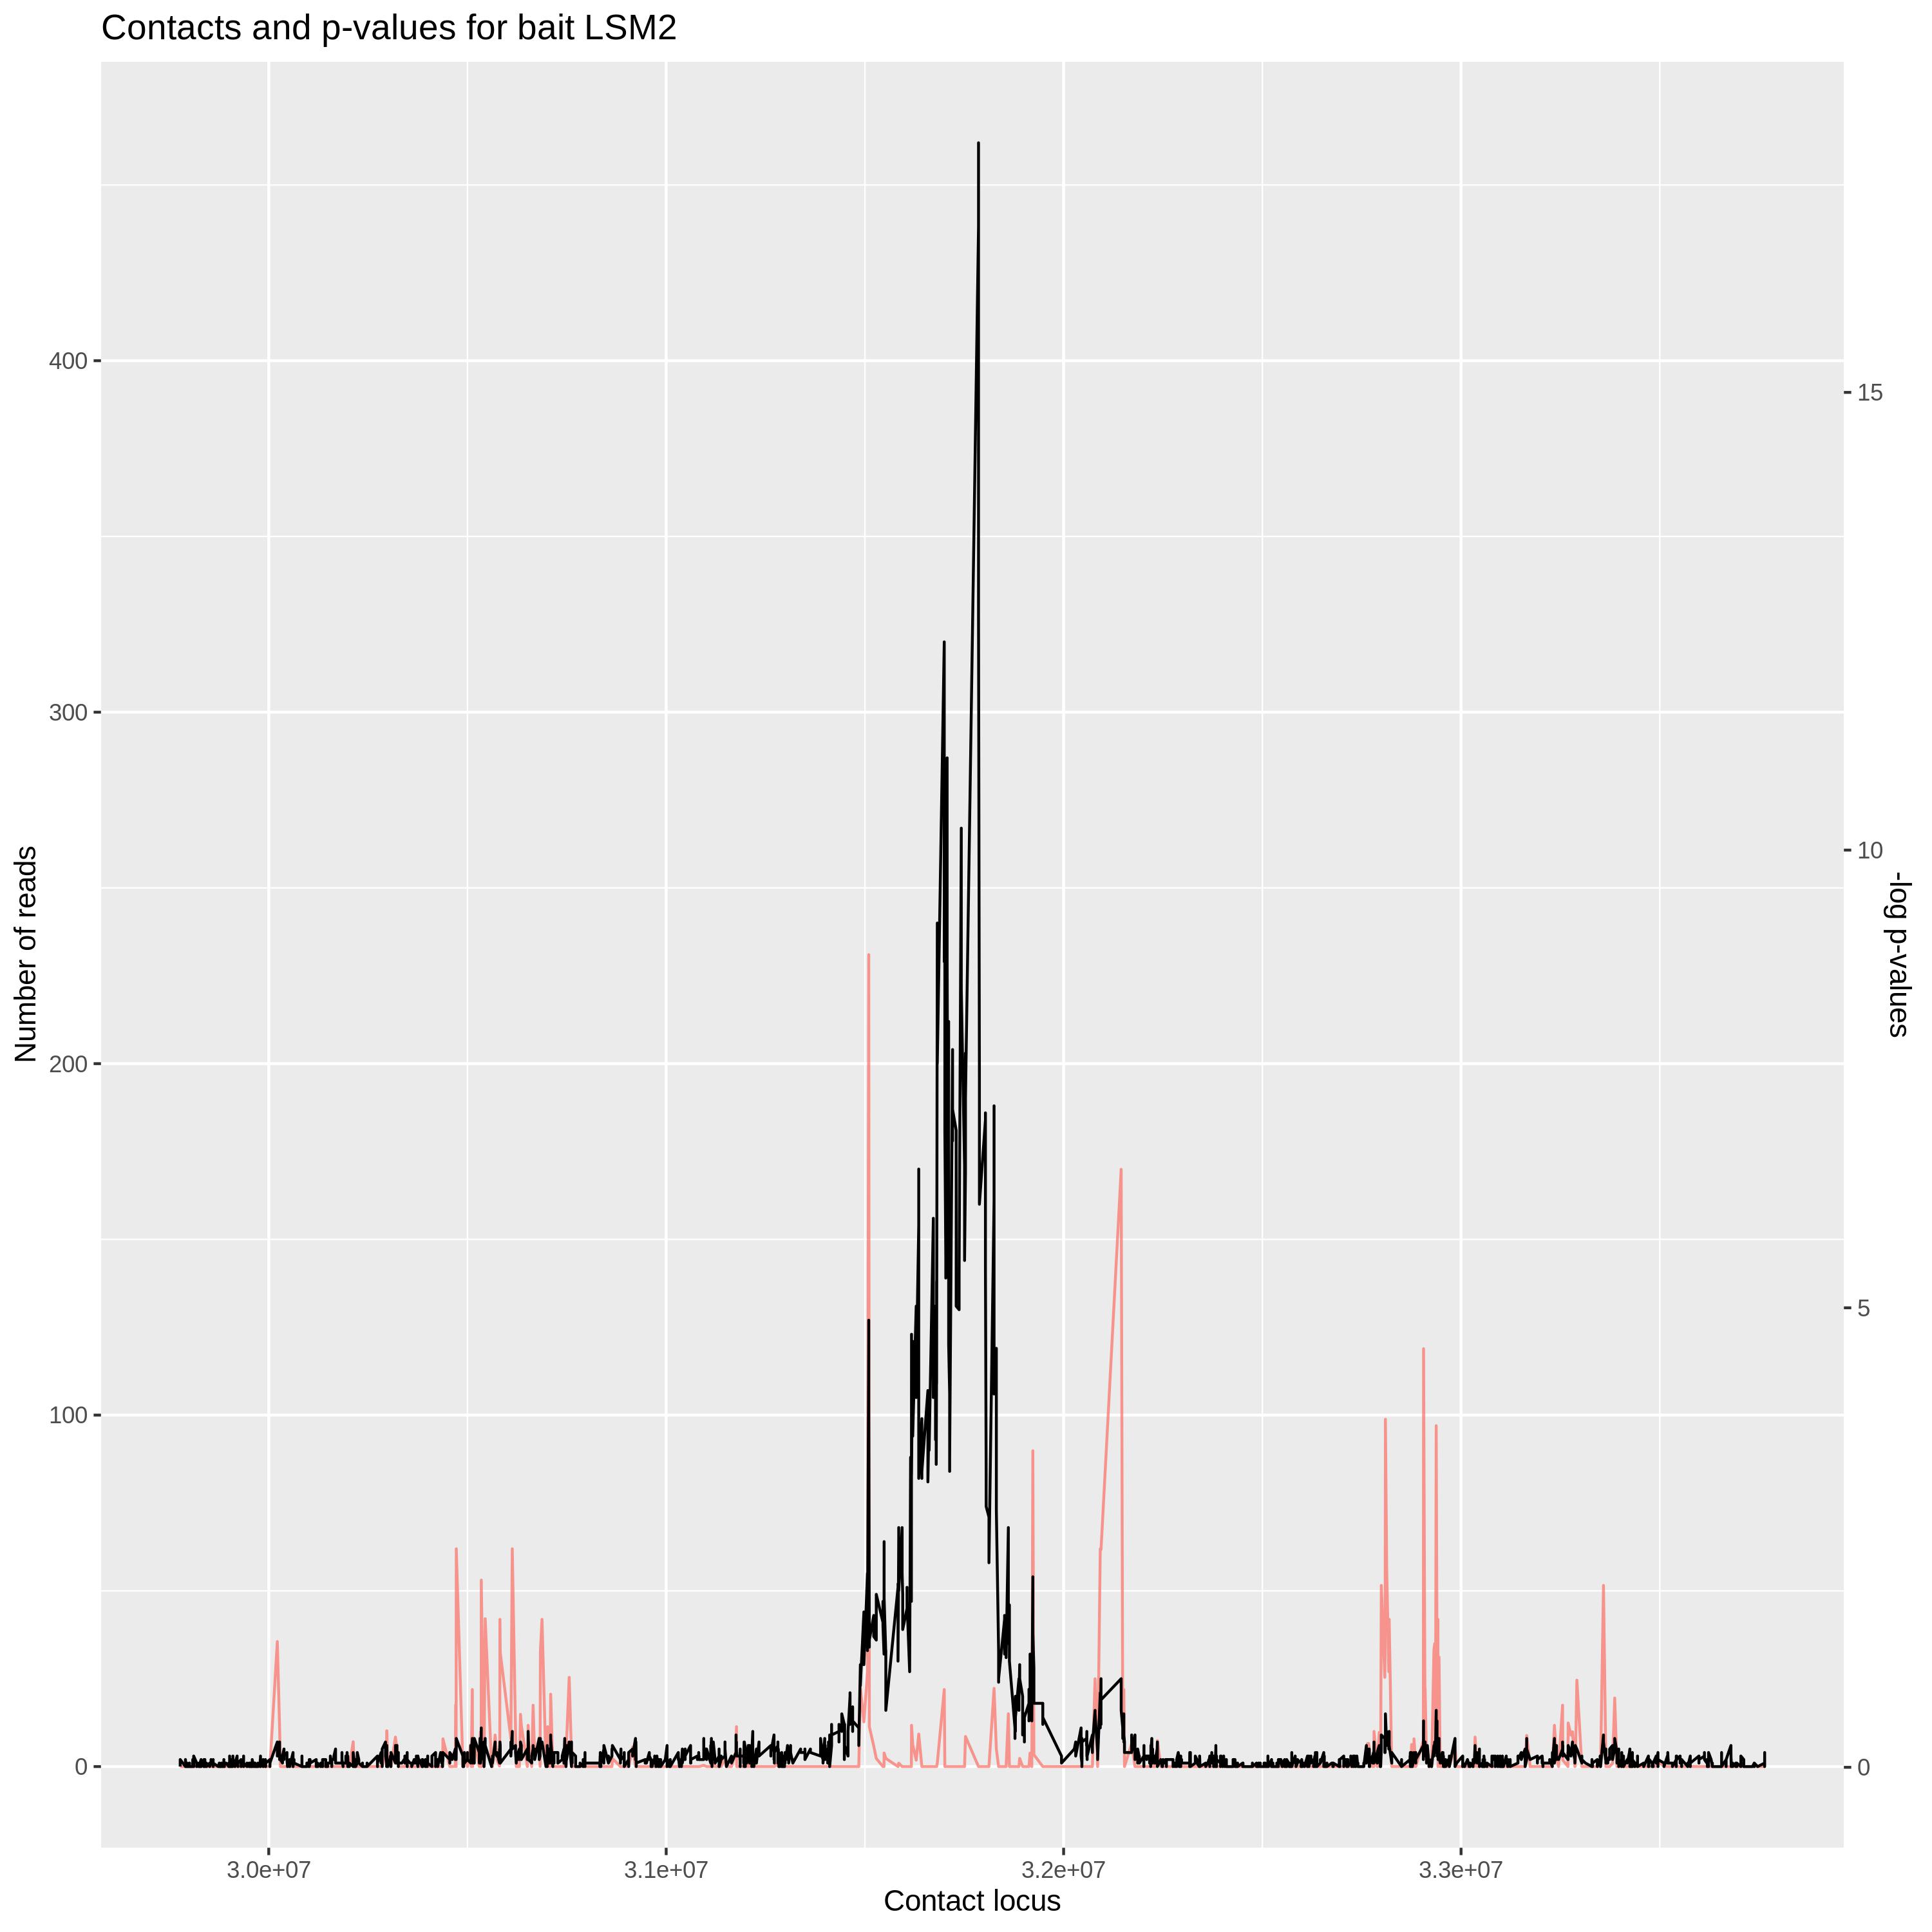 Contacts and p-values for bait LSM2
400
300
200
100
0
Number of reads
15
10
5
0
-log p-values
3.0e+07 3.1e+07 3.2e+07 3.3e+07
Contact locus